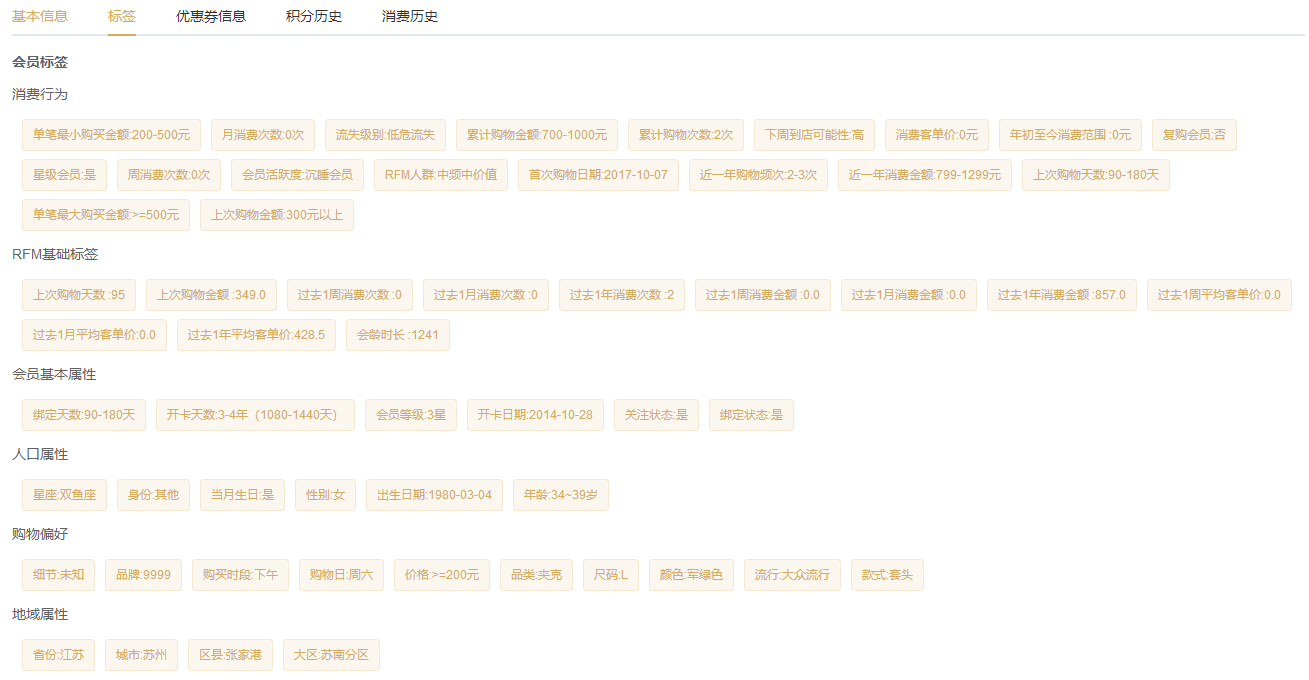 基本信息 标签 优惠券信息 积分历史 消费历史
会员标签
消费行为
单笔最小购买金额:200-500元 月消费次数:0次 流失级别:低危流失 累计购物金额:700-1000元 累计购物次数:2次 下周到店可能性:高 消费客单价:0元 年初至今消费范围 :0元 复购会员:否
星级会员:是 周消费次数:0次 会员活跃度:沉睡会员 RFM人群:中频中价值 首次购物日期:2017-10-07 近一年购物频次:2-3次 近一年消费金额:799-1299元 上次购物天数:90-180天
单笔最大购买金额:>=500元 上次购物金额:300元以上
RFM基础标签
上次购物天数 :95 上次购物金额 :349.0 过去1周消费次数 :0 过去1月消费次数 :0 过去1年消费次数 :2 过去1周消费金额 :0.0 过去1月消费金额 :0.0 过去1年消费金额 :857.0 过去1周平均客单价:0.0
过去1月平均客单价:0.0 过去1年平均客单价:428.5 会龄时长 :1241
会员基本属性
绑定天数:90-180天 开卡天数:3-4年（1080-1440天） 会员等级:3星 开卡日期:2014-10-28 关注状态:是 绑定状态:是
人口属性
星座:双鱼座 身份:其他 当月生日:是 性别:女 出生日期:1980-03-04 年龄:34~39岁
购物偏好
细节:未知 品牌:9999 购买时段:下午 购物日:周六 价格:>=200元 品类:夹克 尺码:L 颜色:军绿色 流行:大众流行 款式:套头
地域属性
省份:江苏 城市:苏州 区县:张家港 大区:苏南分区